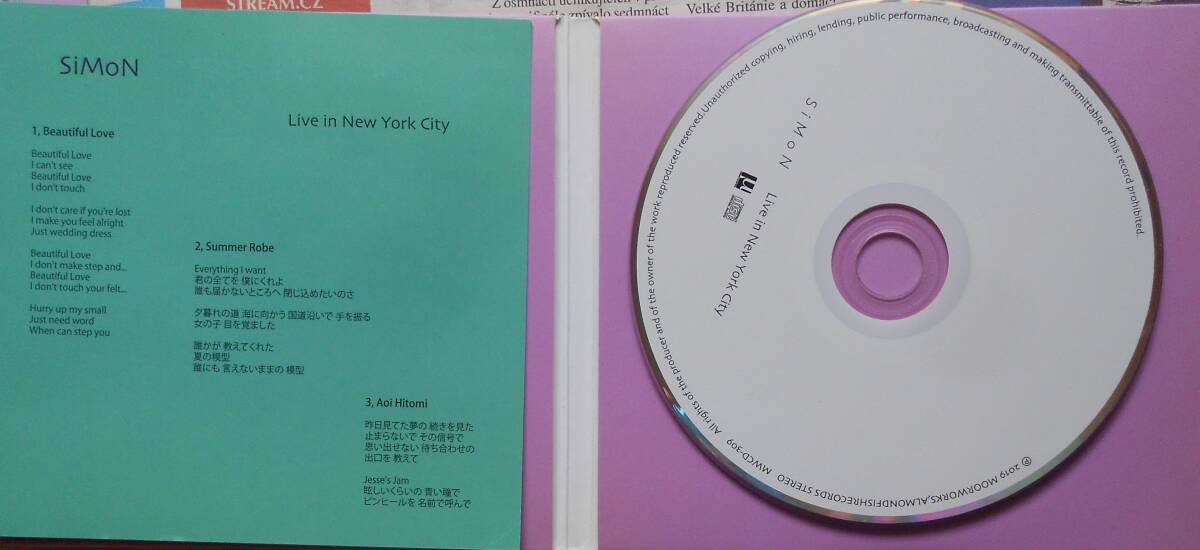 STREAM.CZ
Velké Británie a domác
zpívalo sedmnáct
SiMoN
Live in New York City
1, Beautiful Love
Beautiful Love
I can't see
Beautiful Love
I don't touch
I don't care if you're lost
I make you feel alright
Just wedding dress
Beautiful Love
I don't make step and...
Beautiful Love
I don't touch your felt...
Hurry up my small
Just need word
When can step you
2, Summer Robe
Everything I want
君の全てを 僕にくれよ
誰も届かないところへ 閉じ込めたいのさ
夕暮れの道 海に向かう 国道沿いで 手を振る
女の子 目を覚ました
誰かが 教えてくれた
夏の模型
誰にも 言えないままの 模型
3, Aoi Hitomi
昨日見てた夢の 続きを見た
止まらないで その信号で
思い出せない 待ち合わせの
出口を 教えて
Jesse's Jam
眩しいくらいの 青い瞳で
ピンヒールを 名前で呼んで
SiMoN
Live in New York City
All rights of the producer and of the owner of the work reproduced reserved.Unauthorized copying, hiring, lending, public performance, broadcasting and making transmittable of this record prohibited.
℗ 2019 MOORWORKS,ALMONDFISHRECORDS STEREO MWCD-309